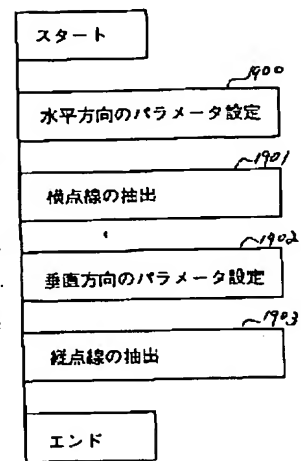 スタート
1900
水平方向のパラメータ設定
1901
横点線の抽出
1902
垂直方向のパラメータ設定
1903
縦点線の抽出
エンド